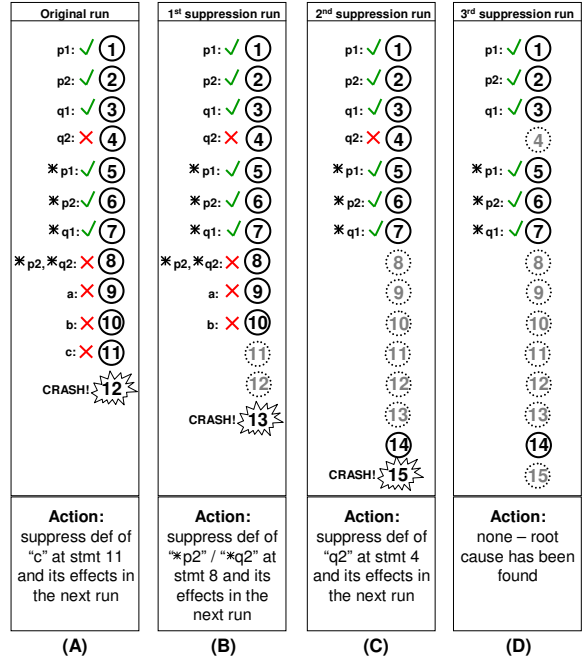 Original run
p1: ✓ 1
p2: ✓ 2
q1: ✓ 3
q2: ✗ 4
*p1: ✓ 5
*p2: ✓ 6
*q1: ✓ 7
*p2,*q2: ✗ 8
a: ✗ 9
b: ✗ 10
c: ✗ 11
CRASH! 12
Action:
suppress def of
“c” at stmt 11
and its effects in
the next run
(A)
1st suppression run
p1: ✓ 1
p2: ✓ 2
q1: ✓ 3
q2: ✗ 4
*p1: ✓ 5
*p2: ✓ 6
*q1: ✓ 7
*p2,*q2: ✗ 8
a: ✗ 9
b: ✗ 10
11
12
CRASH! 13
Action:
suppress def of
“*p2” / “*q2” at
stmt 8 and its
effects in the
next run
(B)
2nd suppression run
p1: ✓ 1
p2: ✓ 2
q1: ✓ 3
q2: ✗ 4
*p1: ✓ 5
*p2: ✓ 6
*q1: ✓ 7
8
9
10
11
12
13
14
CRASH! 15
Action:
suppress def of
“q2” at stmt 4
and its effects in
the next run
(C)
3rd suppression run
p1: ✓ 1
p2: ✓ 2
q1: ✓ 3
4
*p1: ✓ 5
*p2: ✓ 6
*q1: ✓ 7
8
9
10
11
12
13
14
15
Action:
none – root
cause has been
found
(D)